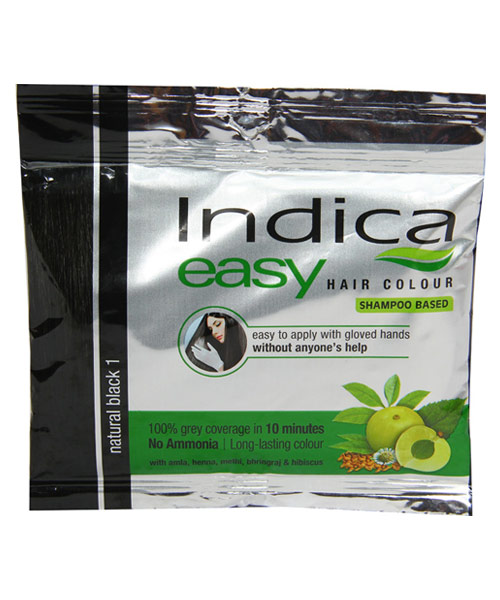 Indica
easy
HAIR COLOUR
SHAMPOO BASED
easy to apply with gloved hands
without anyone's help
natural black 1
100% grey coverage in 10 minutes
No Ammonia | Long-lasting colour
with amla, henna, methi, bhringraj & hibiscus